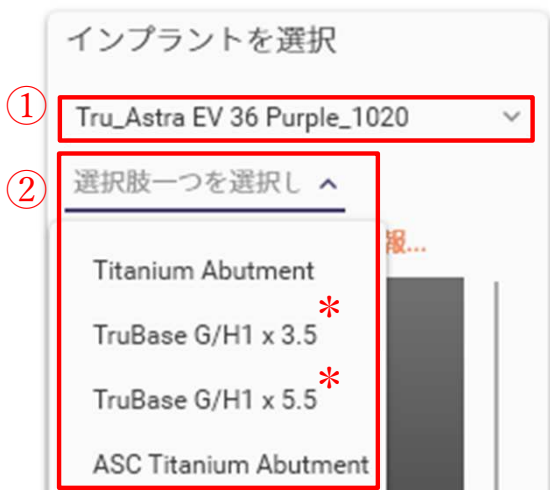 インプラントを選択
① Tru_Astra EV 36 Purple_1020
② 選択肢一つを選択し
報...
Titanium Abutment
TruBase G/H1 x 3.5 *
TruBase G/H1 x 5.5 *
ASC Titanium Abutment